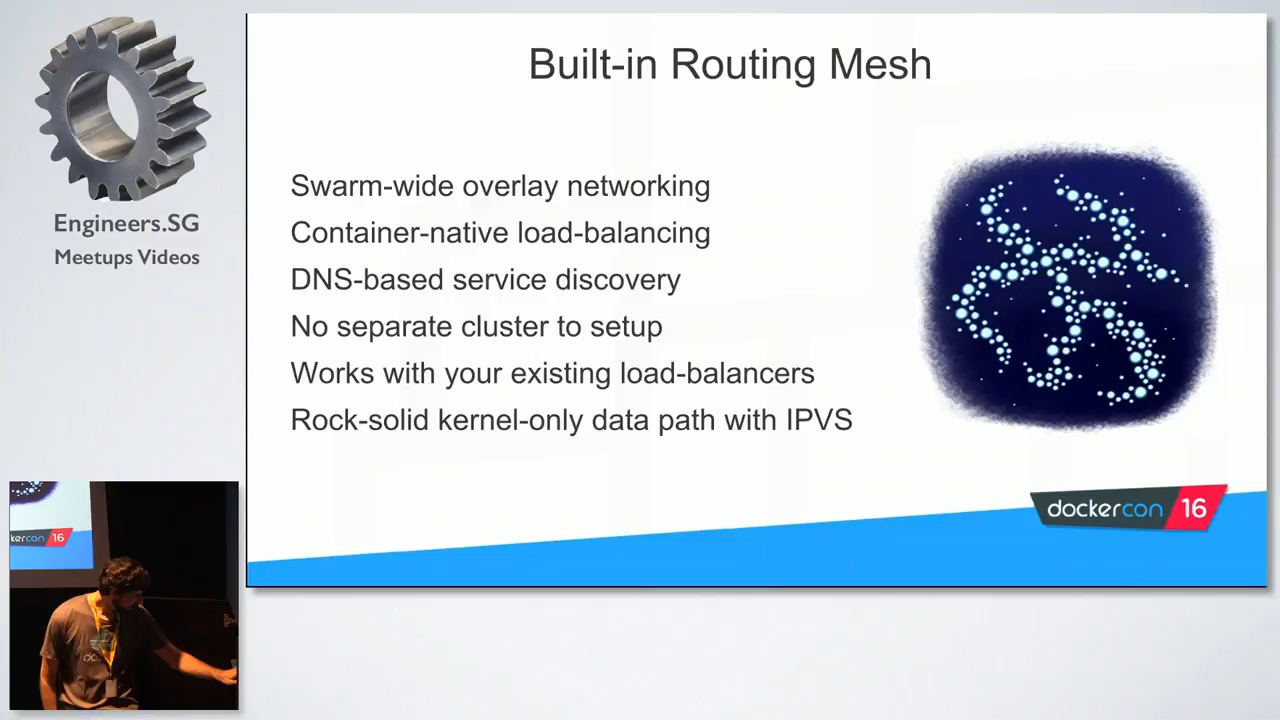 Engineers.SG
Meetups Videos
Built-in Routing Mesh
Swarm-wide overlay networking
Container-native load-balancing
DNS-based service discovery
No separate cluster to setup
Works with your existing load-balancers
Rock-solid kernel-only data path with IPVS
dockercon 16
kercon 16